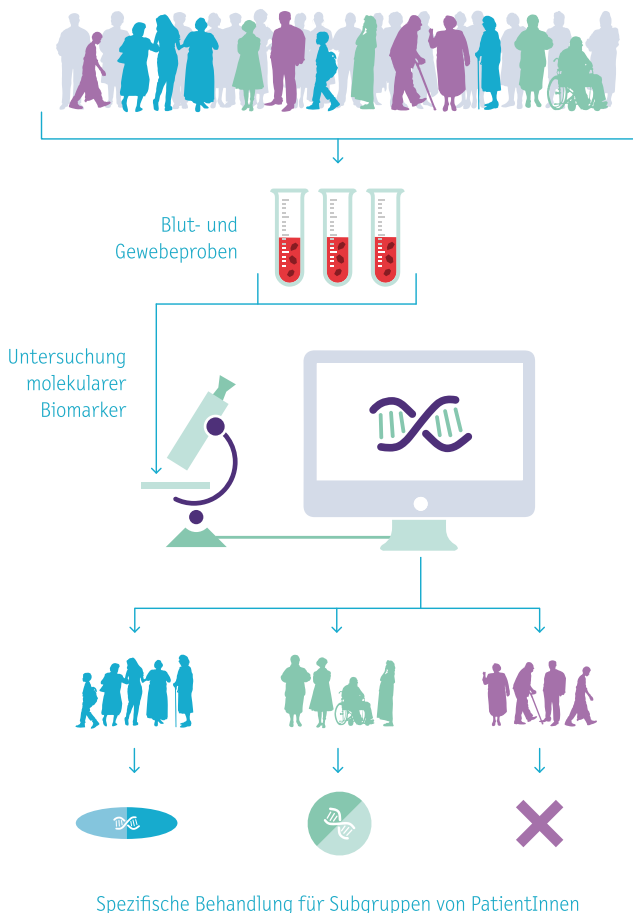 Blut- und
Gewebeproben
Untersuchung
molekularer
Biomarker
Spezifische Behandlung für Subgruppen von PatientInnen